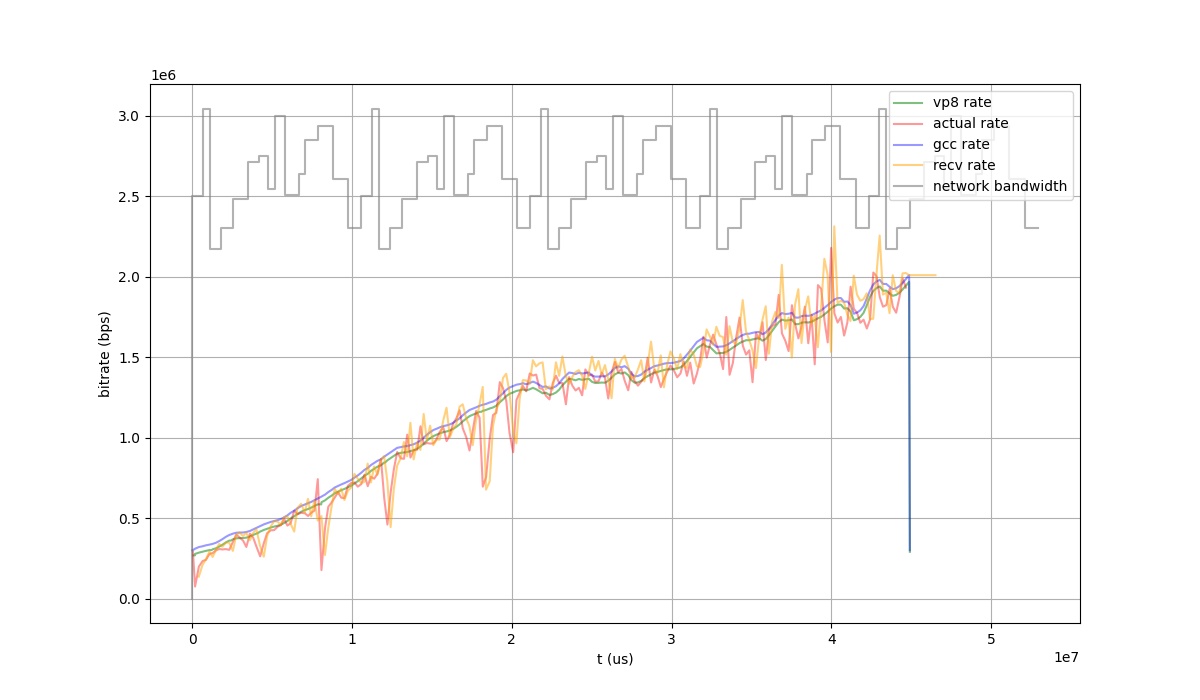 1e6
3.0
2.5
2.0
1.5
1.0
0.5
0.0
bitrate (bps)
vp8 rate
actual rate
gcc rate
recv rate
network bandwidth
0
1
2
3
4
5
t (us)
1e7